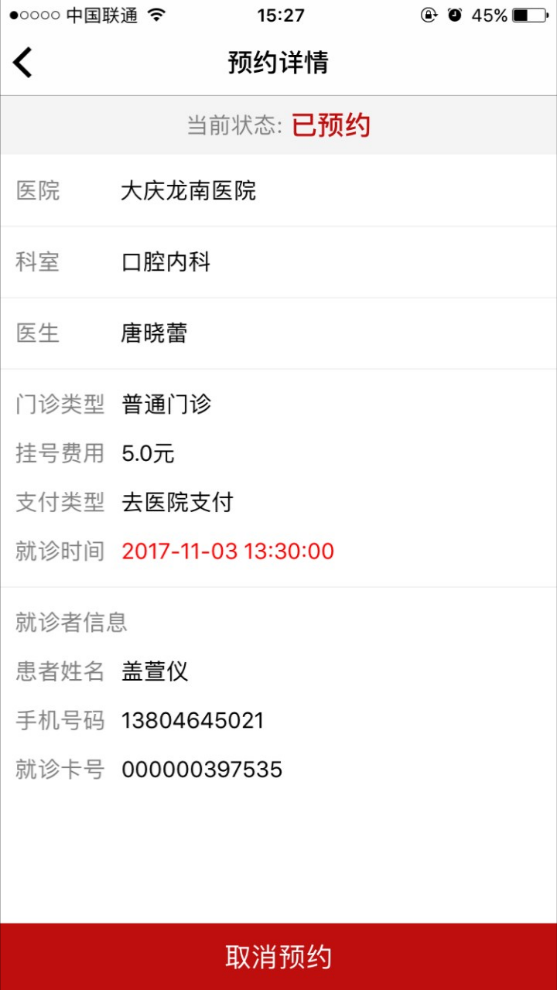 中国联通 15:27 45%
预约详情
当前状态: 已预约
医院 大庆龙南医院
科室 口腔内科
医生 唐晓蕾
门诊类型 普通门诊
挂号费用 5.0元
支付类型 去医院支付
就诊时间 2017-11-03 13:30:00
就诊者信息
患者姓名 盖萱仪
手机号码 13804645021
就诊卡号 000000397535
取消预约